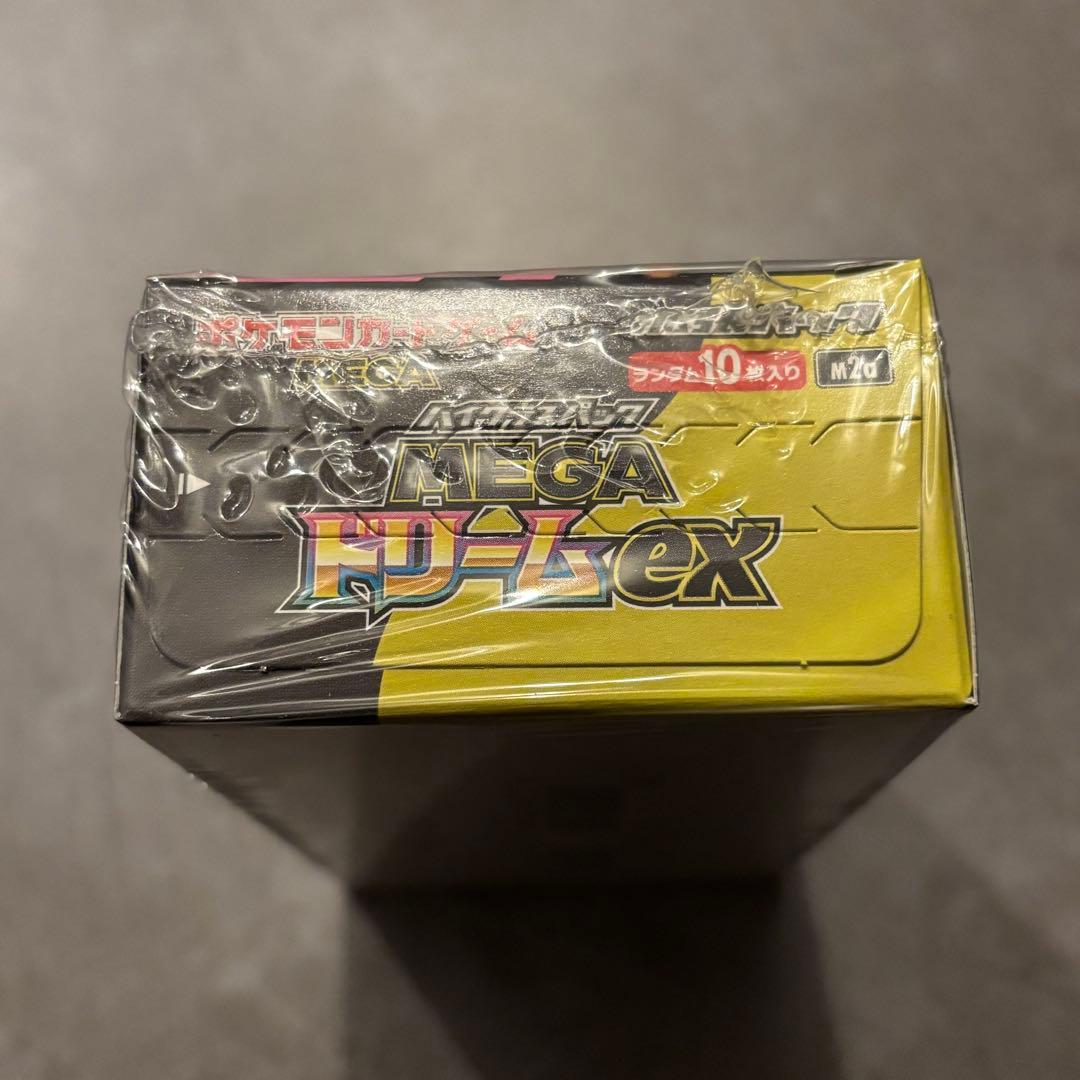 ポケモンカードゲーム
MEGA
ランダム10枚入り
M2a
ハイクラスパック
MEGA
ドリームex